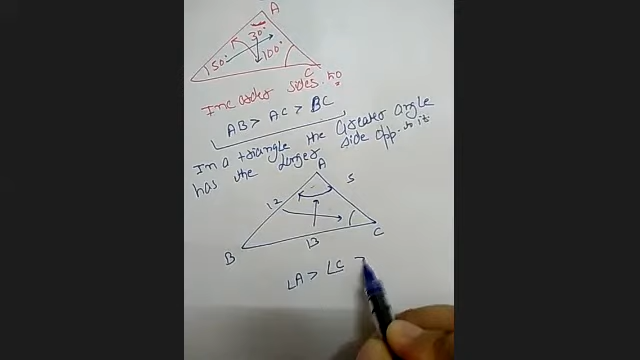 A
30°
50°
100°
C
In order sides. so
AB > AC > BC
In a triangle the Greater angle
has the larger side opp. to it.
A
12
5
B
13
C
∠A > ∠C >